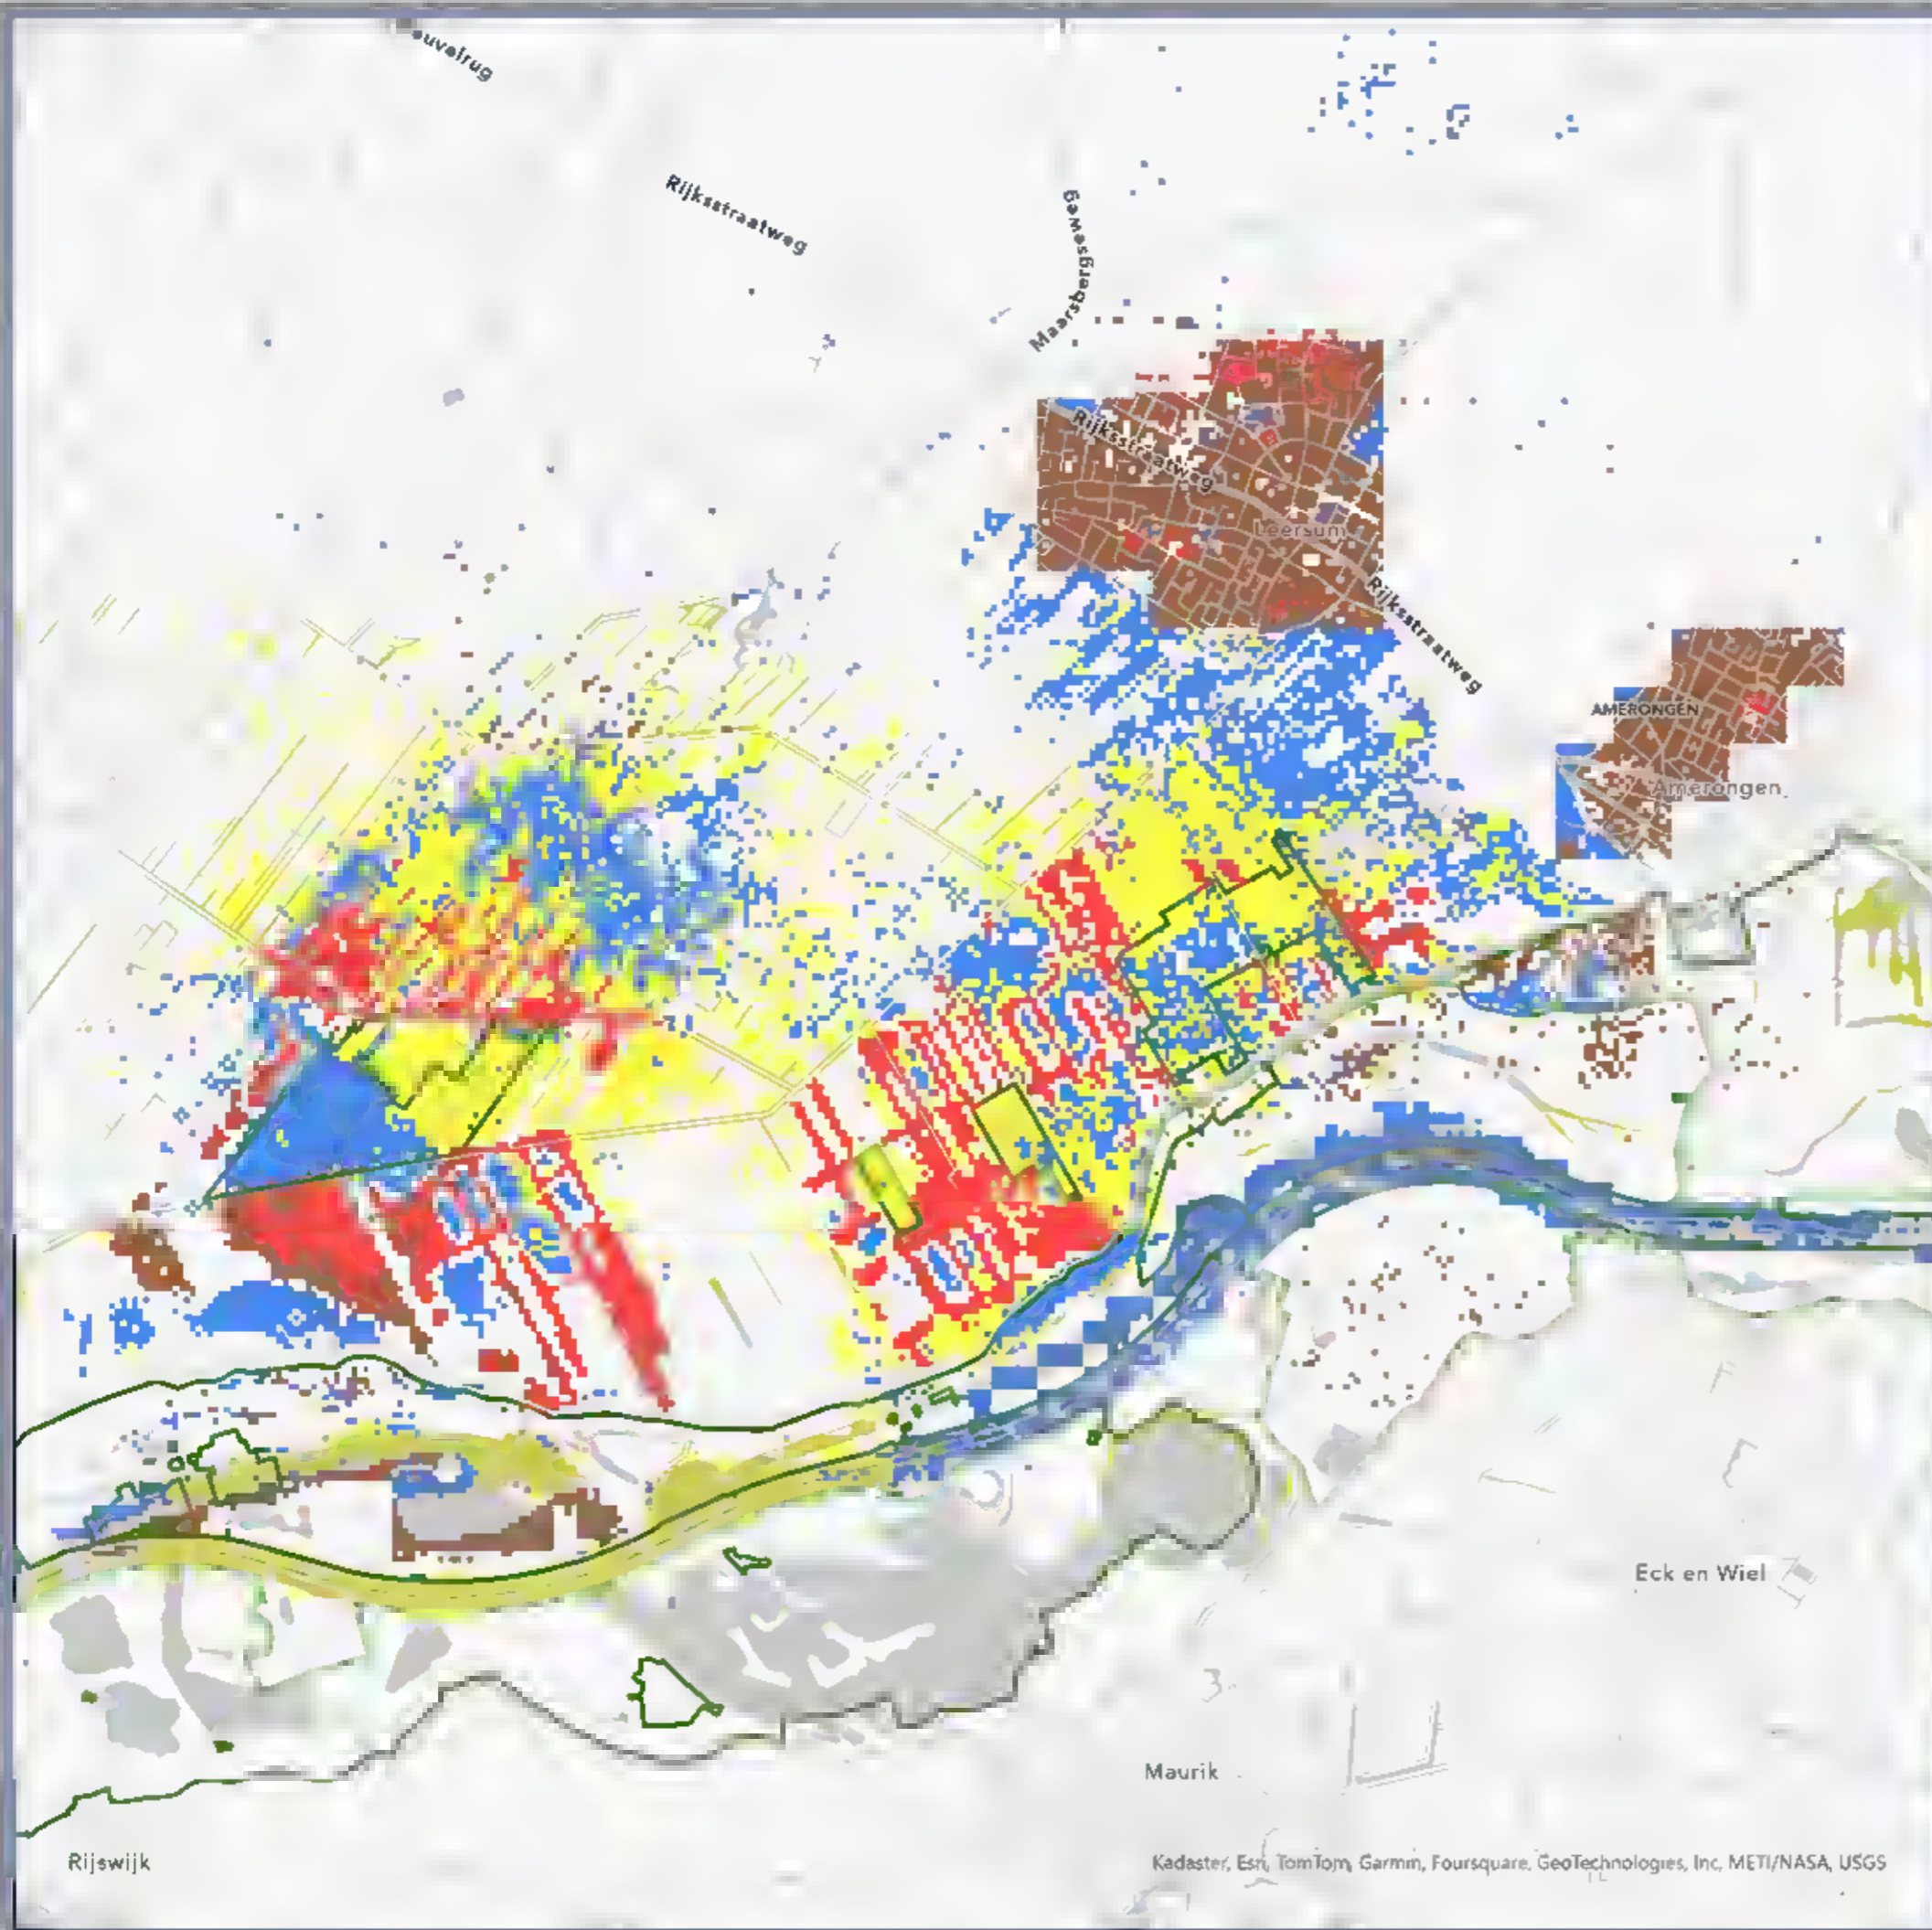 Rijksstraatweg
Maarsbergseweg
Rijksstraatweg
Leersum
Rijksstraatweg
AMERONGEN
Amerongen
Eck en Wiel
Maurik
Rijswijk
Kadaster, Esri, TomTom, Garmin, Foursquare, GeoTechnologies, Inc, METI/NASA, USGS